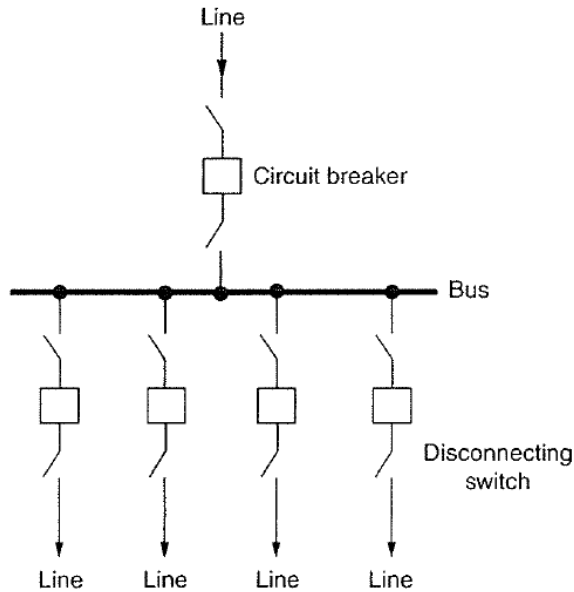 Line
Circuit breaker
Bus
Disconnecting
switch
Line
Line
Line
Line